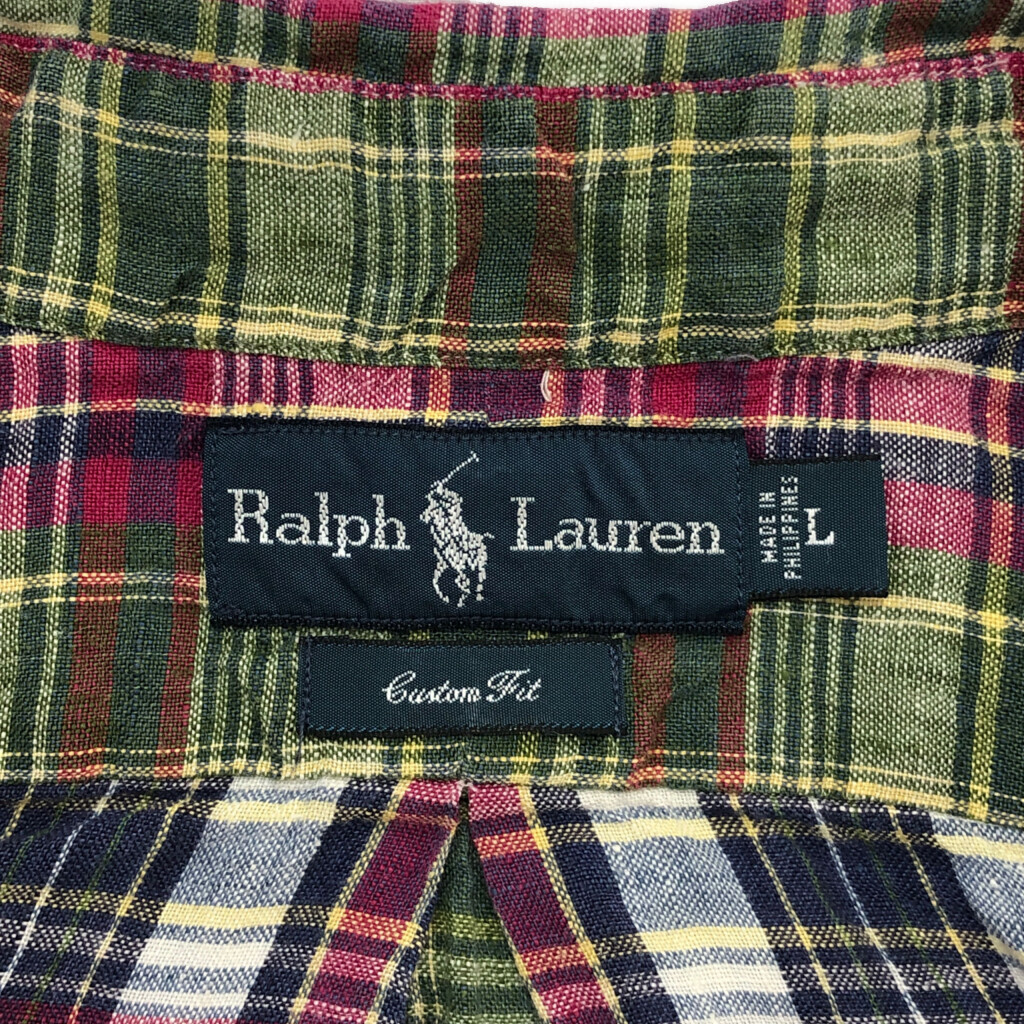 Ralph Lauren
MADE IN
PHILIPPINES
L
Custom Fit